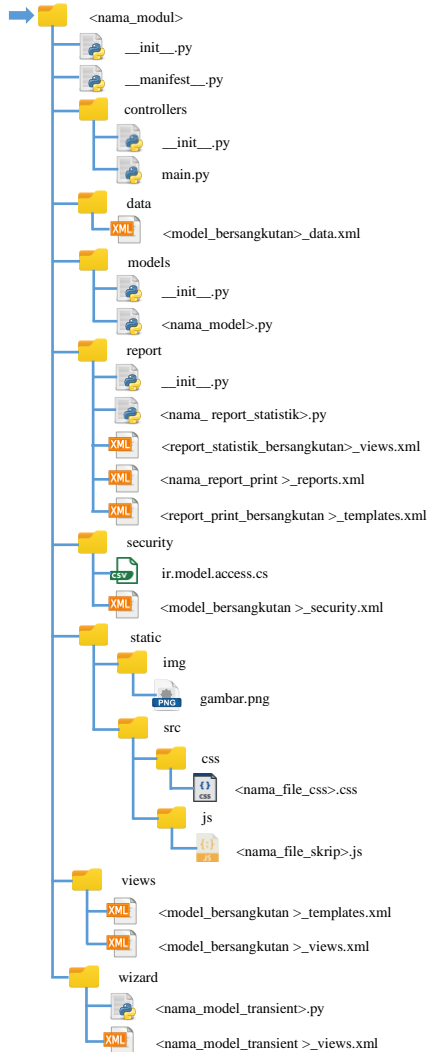 <nama_modul>
__init__.py
__manifest__.py
controllers
__init__.py
main.py
data
XML <model_bersangkutan>_data.xml
models
__init__.py
<nama_model>.py
report
__init__.py
<nama_ report_statistik>.py
XML <report_statistik_bersangkutan>_views.xml
XML <nama_report_print >_reports.xml
XML <report_print_bersangkutan >_templates.xml
security
CSV ir.model.access.cs
XML <model_bersangkutan >_security.xml
static
img
PNG gambar.png
src
css
{} CSS <nama_file_css>.css
js
{;} JS <nama_file_skrip>.js
views
XML <model_bersangkutan >_templates.xml
XML <model_bersangkutan >_views.xml
wizard
<nama_model_transient>.py
XML <nama_model_transient >_views.xml